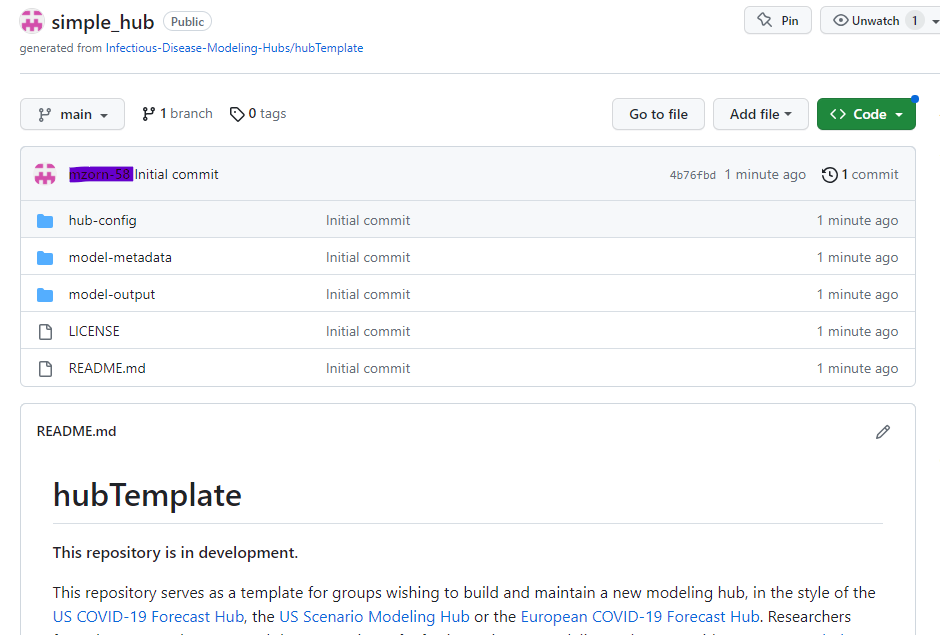 simple_hub Public Pin Unwatch 1
generated from Infectious-Disease-Modeling-Hubs/hubTemplate
main 1 branch 0 tags Go to file Add file <> Code
Initial commit 4b76fbd 1 minute ago 1 commit
hub-config Initial commit 1 minute ago
model-metadata Initial commit 1 minute ago
model-output Initial commit 1 minute ago
LICENSE Initial commit 1 minute ago
README.md Initial commit 1 minute ago
README.md
hubTemplate
This repository is in development.
This repository serves as a template for groups wishing to build and maintain a new modeling hub, in the style of the
US COVID-19 Forecast Hub, the US Scenario Modeling Hub or the European COVID-19 Forecast Hub. Researchers